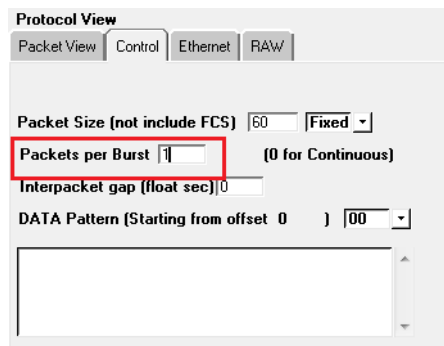 Protocol View
Packet View Control Ethernet RAW
Packet Size (not include FCS) 60 Fixed
Packets per Burst 1 (0 for Continuous)
Interpacket gap (float sec) 0
DATA Pattern (Starting from offset 0 ) 00